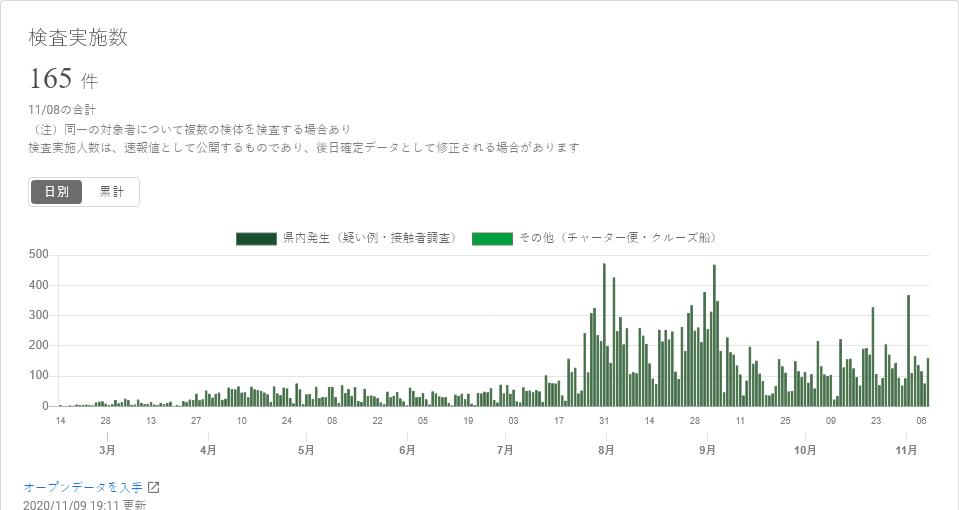 検査実施数
165 件
11/08の合計
（注）同一の対象者について複数の検体を検査する場合あり
検査実施人数は、速報値として公開するものであり、後日確定データとして修正される場合があります
日別 累計
県内発生（疑い例・接触者調査） その他（チャーター便・クルーズ船）
500
400
300
200
100
0
14 28 13 27 10 24 08 22 05 19 03 17 31 14 28 11 25 09 23 06
3月 4月 5月 6月 7月 8月 9月 10月 11月
オープンデータを入手
2020/11/09 19:11 更新